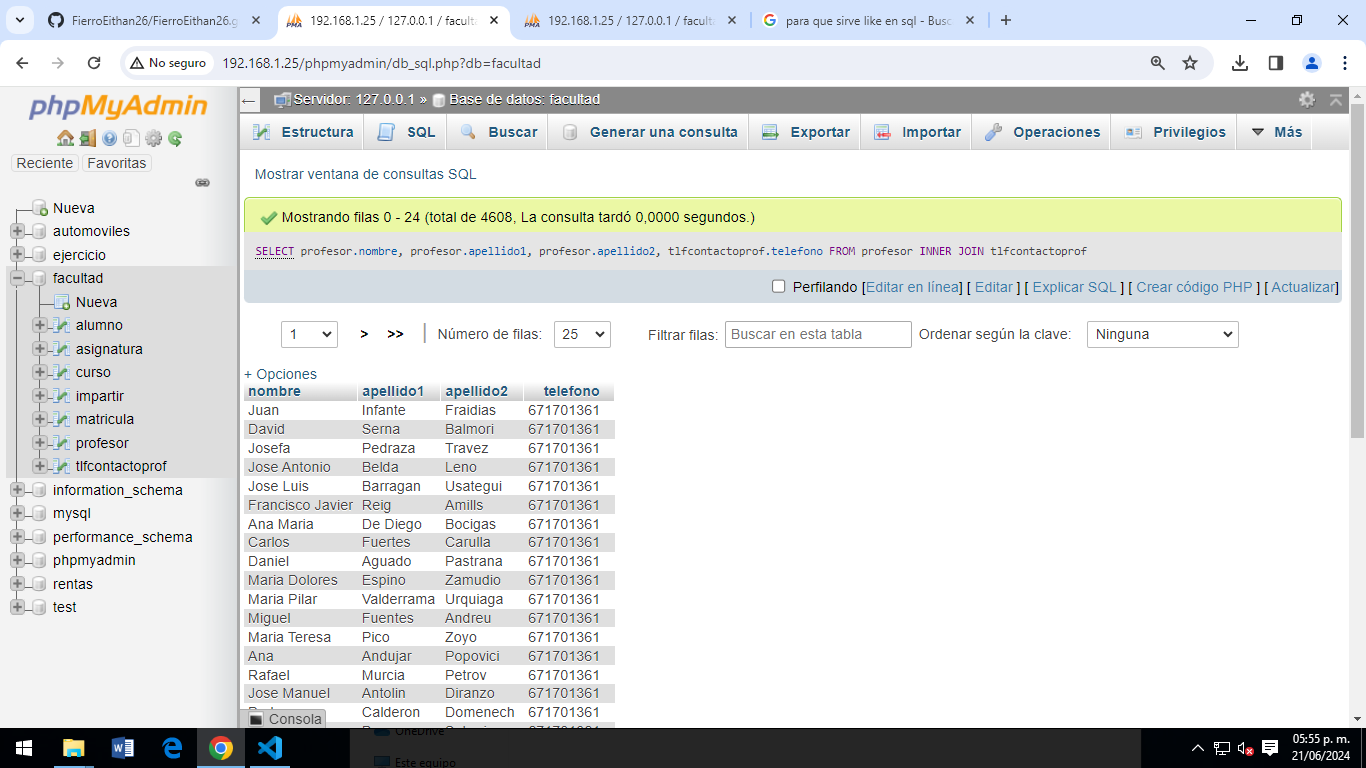 FierroEithan26/FierroEithan26.g
192.168.1.25 / 127.0.0.1 / faculta
192.168.1.25 / 127.0.0.1 / faculta
para que sirve like en sql - Busc
No seguro
192.168.1.25/phpmyadmin/db_sql.php?db=facultad
phpMyAdmin
Reciente Favoritas
Nueva
automoviles
ejercicio
facultad
Nueva
alumno
asignatura
curso
impartir
matricula
profesor
tlfcontactoprof
information_schema
mysql
performance_schema
phpmyadmin
rentas
test
Servidor: 127.0.0.1 » Base de datos: facultad
Estructura SQL Buscar Generar una consulta Exportar Importar Operaciones Privilegios Más
Mostrar ventana de consultas SQL
Mostrando filas 0 - 24 (total de 4608, La consulta tardó 0,0000 segundos.)
SELECT profesor.nombre, profesor.apellido1, profesor.apellido2, tlfcontactoprof.telefono FROM profesor INNER JOIN tlfcontactoprof
Perfilando [Editar en línea] [ Editar ] [ Explicar SQL ] [ Crear código PHP ] [ Actualizar]
1 > >> | Número de filas: 25 Filtrar filas: Buscar en esta tabla Ordenar según la clave: Ninguna
+ Opciones
nombre apellido1 apellido2 telefono
Juan Infante Fraidias 671701361
David Serna Balmori 671701361
Josefa Pedraza Travez 671701361
Jose Antonio Belda Leno 671701361
Jose Luis Barragan Usategui 671701361
Francisco Javier Reig Amills 671701361
Ana Maria De Diego Bocigas 671701361
Carlos Fuertes Carulla 671701361
Daniel Aguado Pastrana 671701361
Maria Dolores Espino Zamudio 671701361
Maria Pilar Valderrama Urquiaga 671701361
Miguel Fuentes Andreu 671701361
Maria Teresa Pico Zoyo 671701361
Ana Andujar Popovici 671701361
Rafael Murcia Petrov 671701361
Jose Manuel Antolin Diranzo 671701361
Calderon Domenech 671701361
Consola
OneDrive
Este equipo
05:55 p. m.
21/06/2024